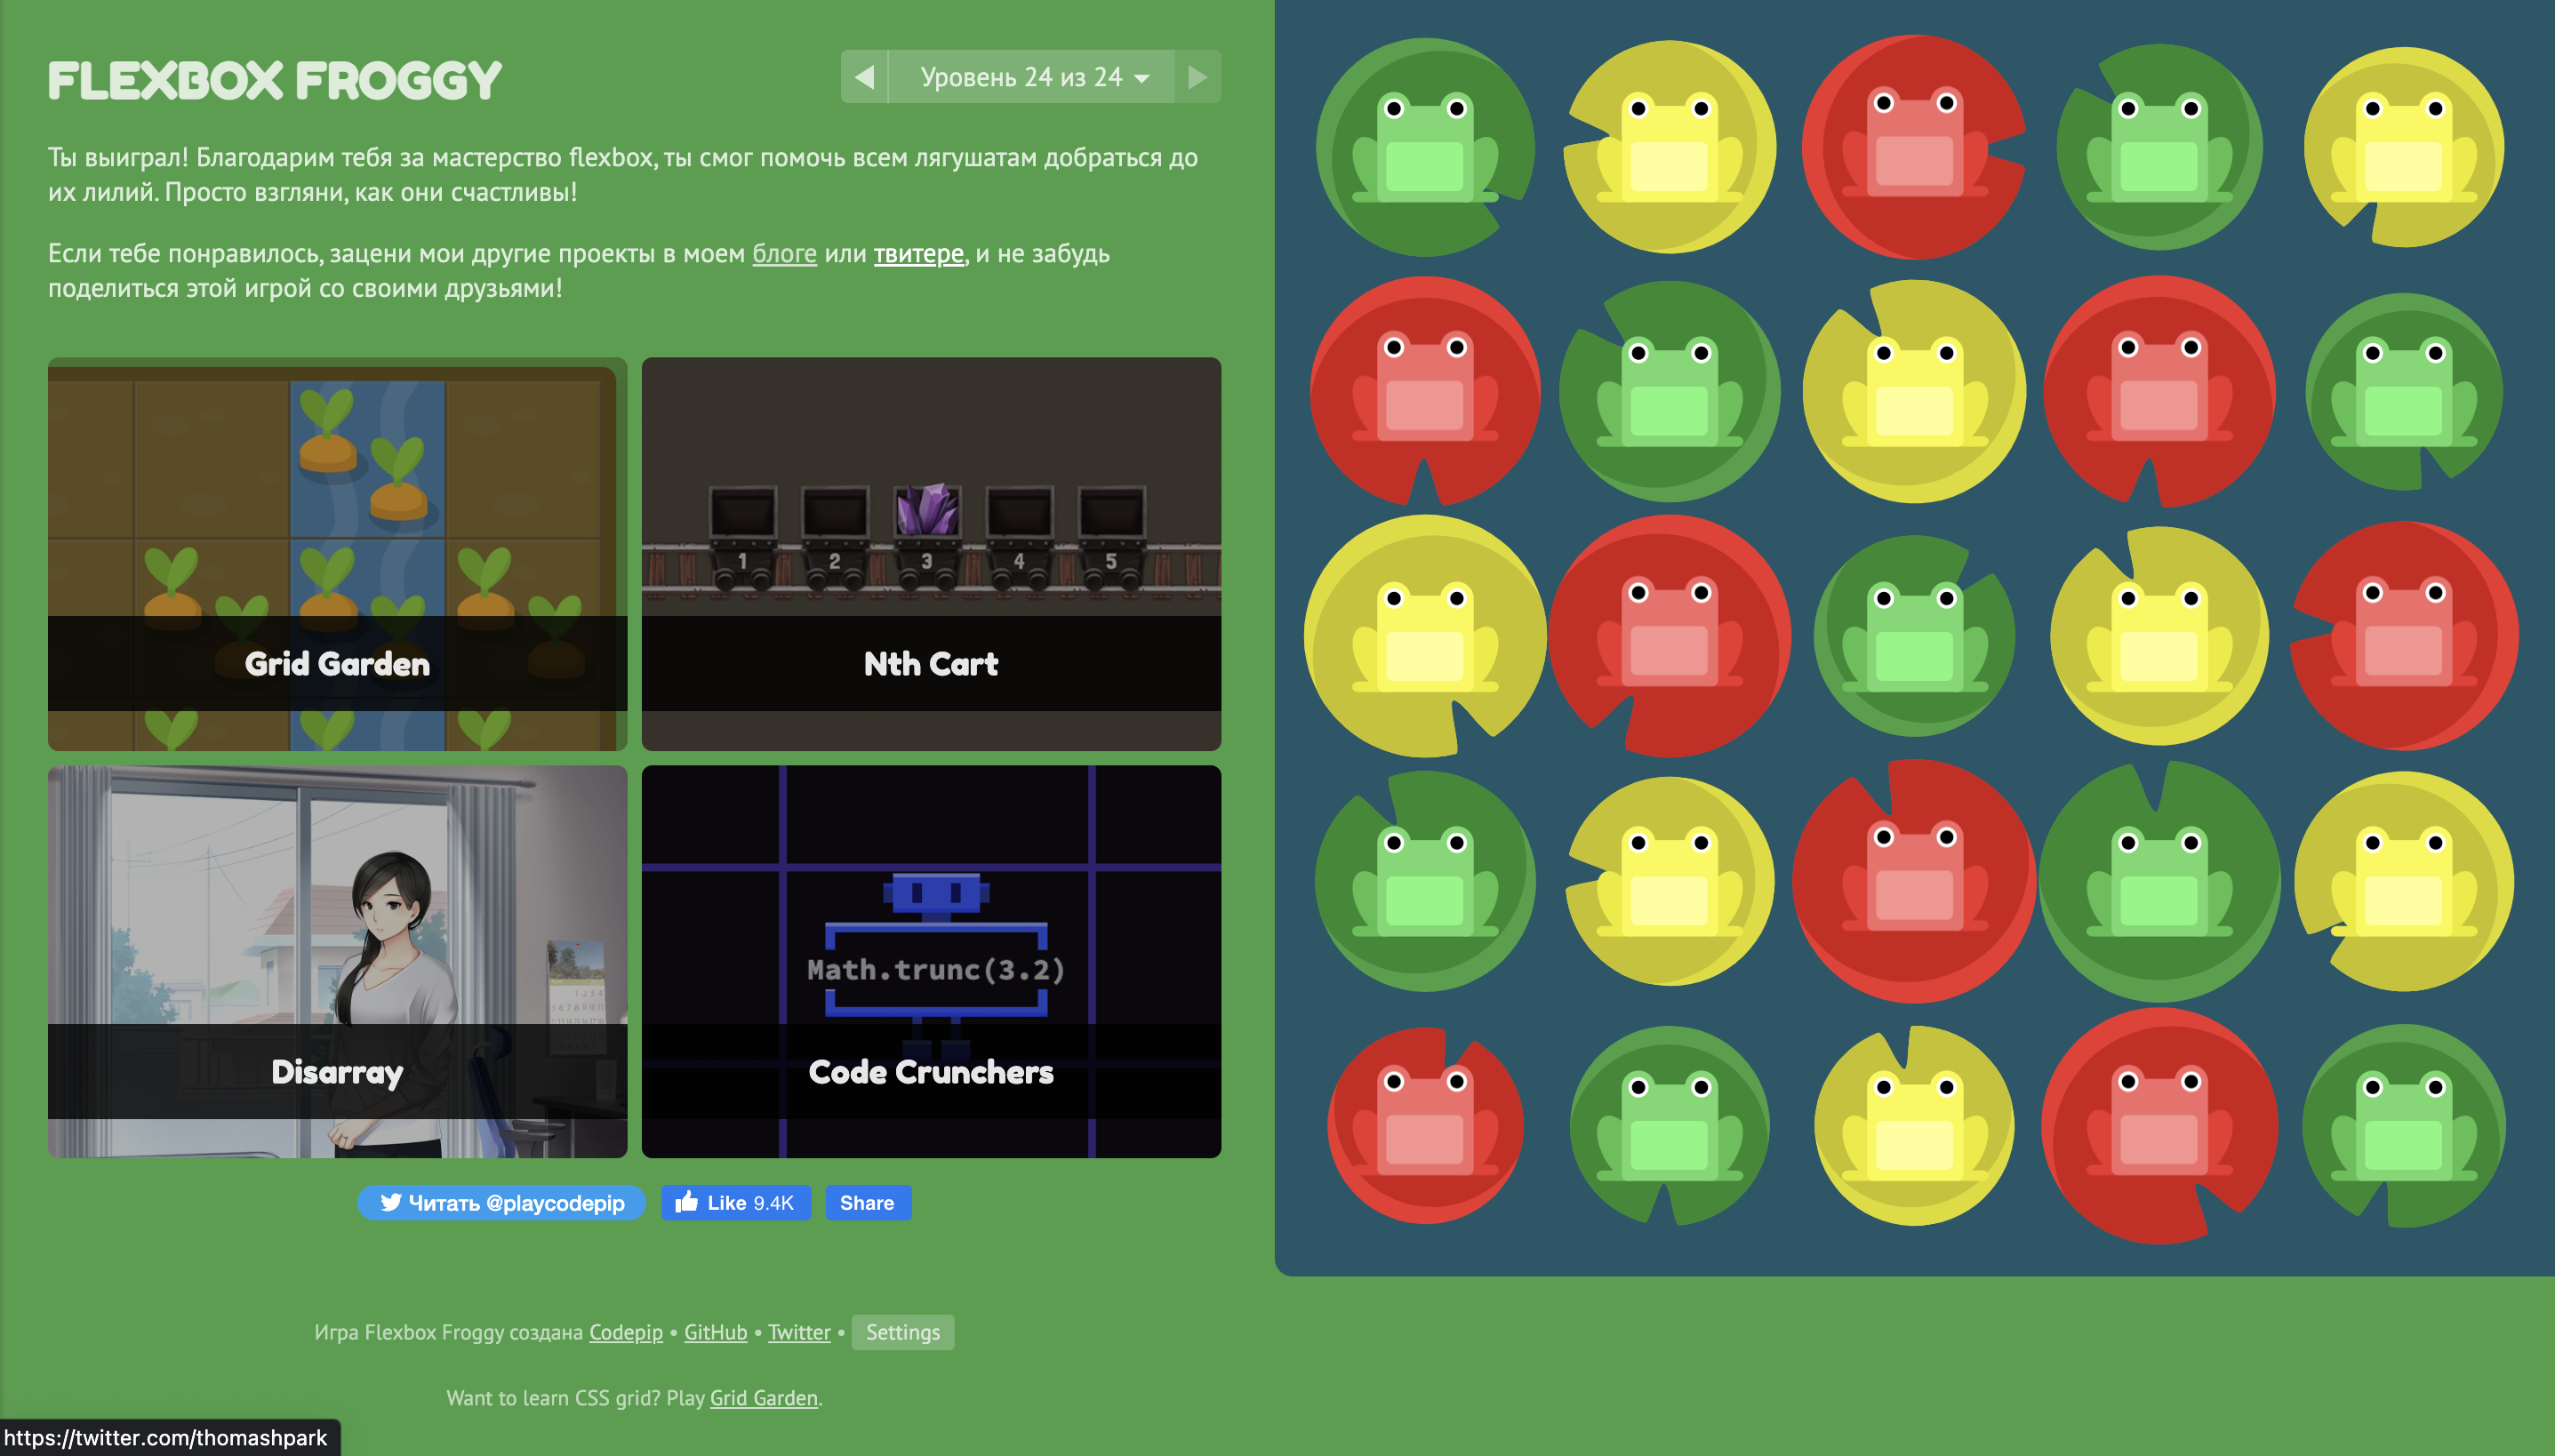 FLEXBOX FROGGY
Уровень 24 из 24
Ты выиграл! Благодарим тебя за мастерство flexbox, ты смог помочь всем лягушатам добраться до
их лилий. Просто взгляни, как они счастливы!
Если тебе понравилось, зацени мои другие проекты в моем блоге или твитере, и не забудь
поделиться этой игрой со своими друзьями!
Grid Garden
1 2 3 4 5
Nth Cart
Disarray
Math.trunc(3.2)
Code Crunchers
Читать @playcodepip
Like 9.4K
Share
Игра Flexbox Froggy создана Codepip • GitHub • Twitter • Settings
Want to learn CSS grid? Play Grid Garden.
https://twitter.com/thomashpark